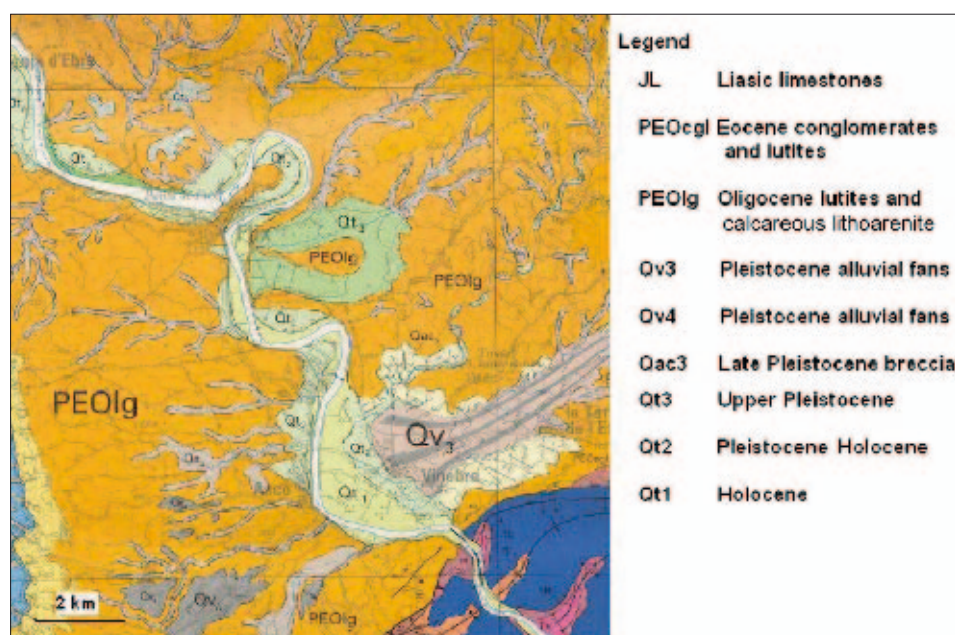 Legend
JL Liasic limestones
PEOcgl Eocene conglomerates
and lutites
PEOlg Oligocene lutites and
calcareous lithoarenite
Qv3 Pleistocene alluvial fans
Qv4 Pleistocene alluvial fans
Qac3 Late Pleistocene breccia
Qt3 Upper Pleistocene
Qt2 Pleistocene Holocene
Qt1 Holocene
d'Ebre
Qt3
PEOlg
PEOlg
PEOlg
Qv3
Vinebre
Qt1
PEOlg
2 km